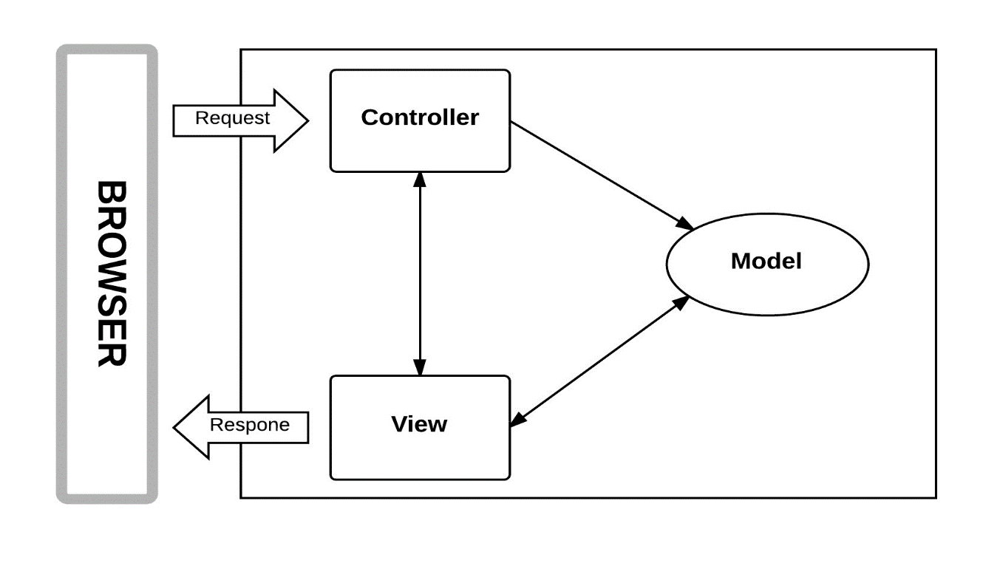 BROWSER
Request
Controller
Model
Respone
View